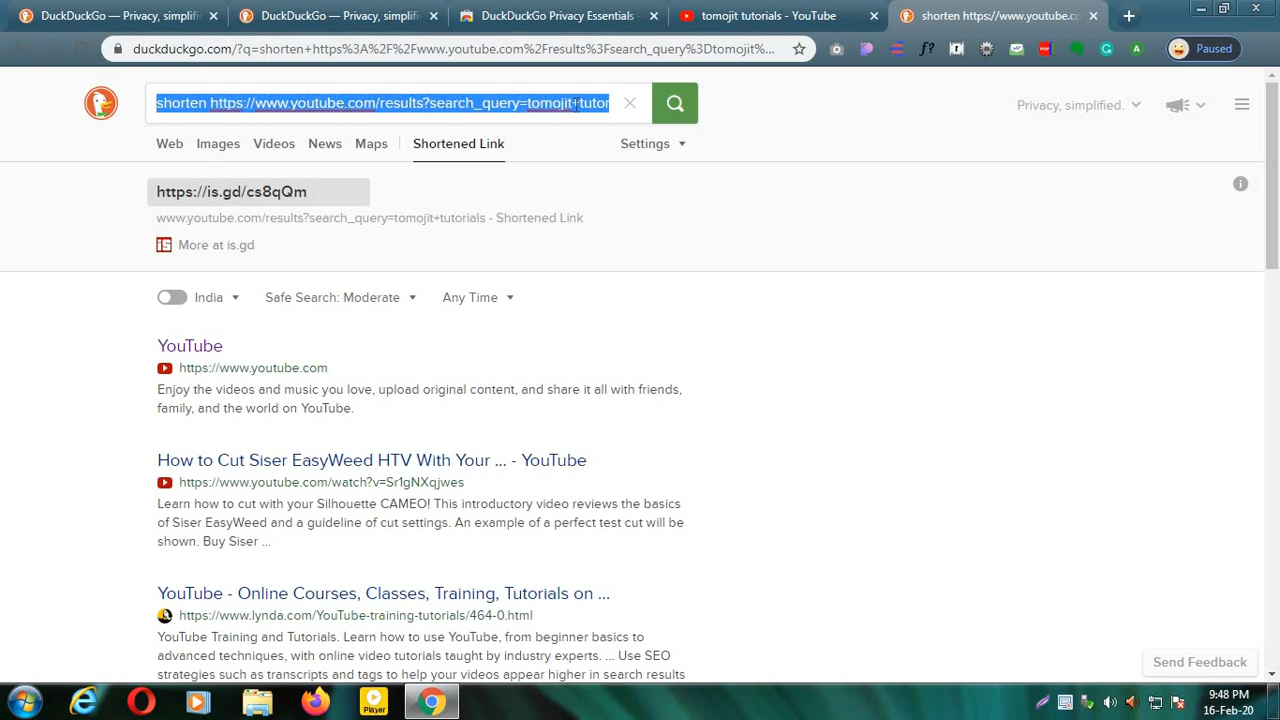 DuckDuckGo — Privacy, simplifi
DuckDuckGo — Privacy, simplifi
DuckDuckGo Privacy Essentials -
tomojit tutorials - YouTube
shorten https://www.youtube.co
duckduckgo.com/?q=shorten+https%3A%2F%2Fwww.youtube.com%2Fresults%3Fsearch_query%3Dtomojit%...
Paused
shorten https://www.youtube.com/results?search_query=tomojit+tutor
Privacy, simplified.
Web Images Videos News Maps Shortened Link Settings
https://is.gd/cs8qQm
www.youtube.com/results?search_query=tomojit+tutorials - Shortened Link
More at is.gd
India Safe Search: Moderate Any Time
YouTube
https://www.youtube.com
Enjoy the videos and music you love, upload original content, and share it all with friends,
family, and the world on YouTube.
How to Cut Siser EasyWeed HTV With Your ... - YouTube
https://www.youtube.com/watch?v=Sr1gNXqjwes
Learn how to cut with your Silhouette CAMEO! This introductory video reviews the basics
of Siser EasyWeed and a guideline of cut settings. An example of a perfect test cut will be
shown. Buy Siser ...
YouTube - Online Courses, Classes, Training, Tutorials on ...
https://www.lynda.com/YouTube-training-tutorials/464-0.html
YouTube Training and Tutorials. Learn how to use YouTube, from beginner basics to
advanced techniques, with online video tutorials taught by industry experts. ... Use SEO
strategies such as transcripts and tags to help your videos appear higher in search results
Send Feedback
Player
9:48 PM
16-Feb-20